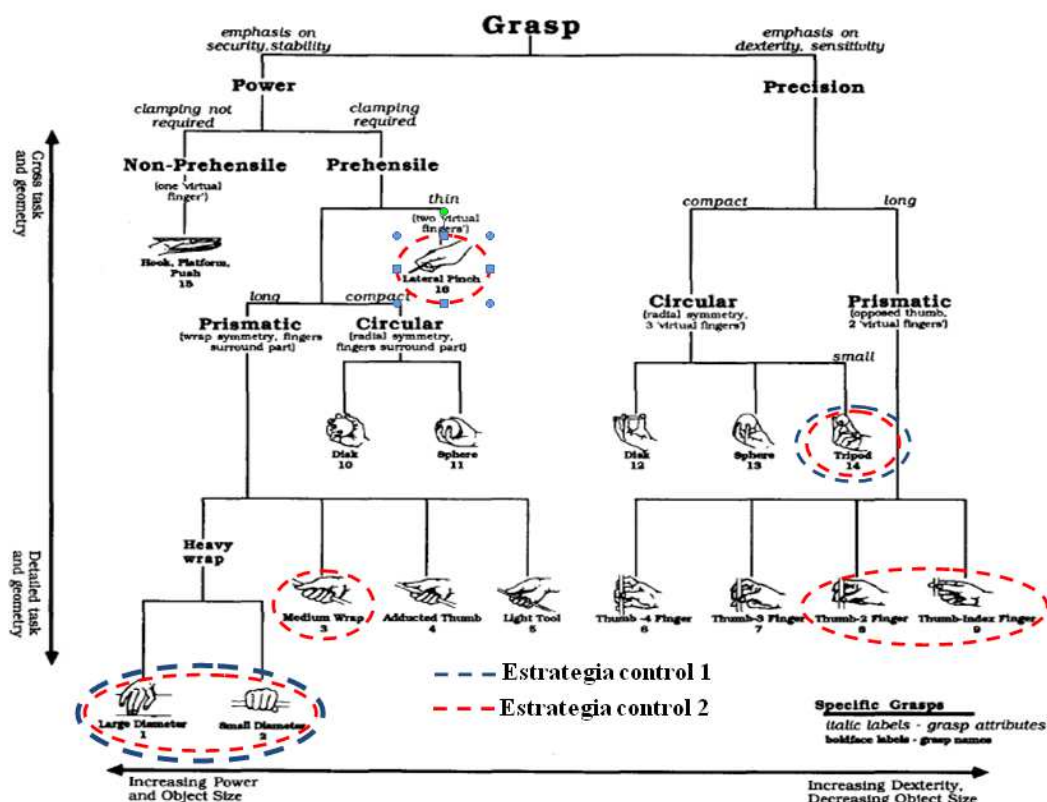 Grasp
emphasis on
security,stability
emphasis on
dexterity, sensitivity
Power
Precision
clamping not
required
clamping
required
Non-Prehensile
(one 'virtual
finger')
Prehensile
thin
(two 'virtual
fingers')
compact
long
Hook, Platform,
Push
15
Lateral Pinch
16
long
compact
Prismatic
(wrap symmetry, fingers
surround part)
Circular
(radial symmetry,
fingers surround part)
Circular
(radial symmetry,
3 'virtual fingers')
Prismatic
(opposed thumb,
2 'virtual fingers')
small
Disk
10
Sphere
11
Disk
12
Sphere
13
Tripod
14
Heavy
wrap
Medium Wrap
3
Adducted Thumb
4
Light Tool
5
Thumb -4 Finger
6
Thumb-3 Finger
7
Thumb-2 Finger
8
Thumb-Index Finger
9
Large Diameter
1
Small Diameter
2
Estrategia control 1
Estrategia control 2
Specific Grasps
italic labels - grasp attributes
boldface labels - grasp names
Gross task
and geometry
Detailed task
and geometry
Increasing Power
and Object Size
Increasing Dexterity,
Decreasing Object Size